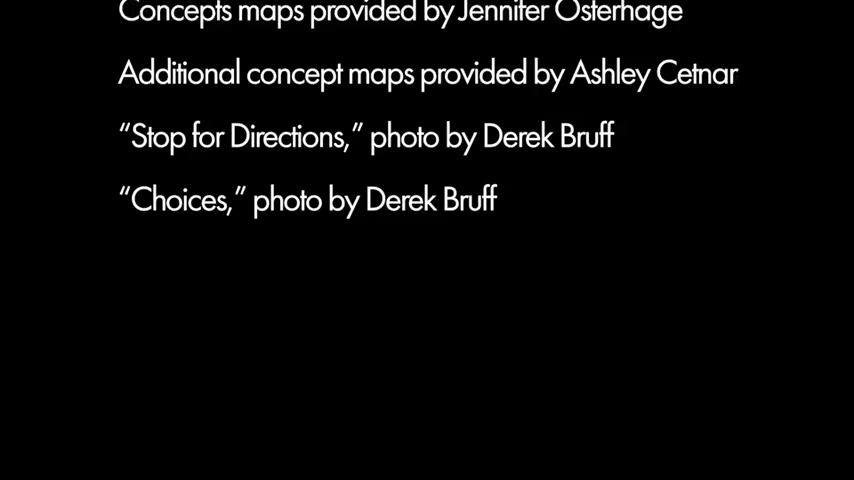 Concepts maps provided by Jennifer Osterhage
Additional concept maps provided by Ashley Cetnar
“Stop for Directions,” photo by Derek Bruff
“Choices,” photo by Derek Bruff